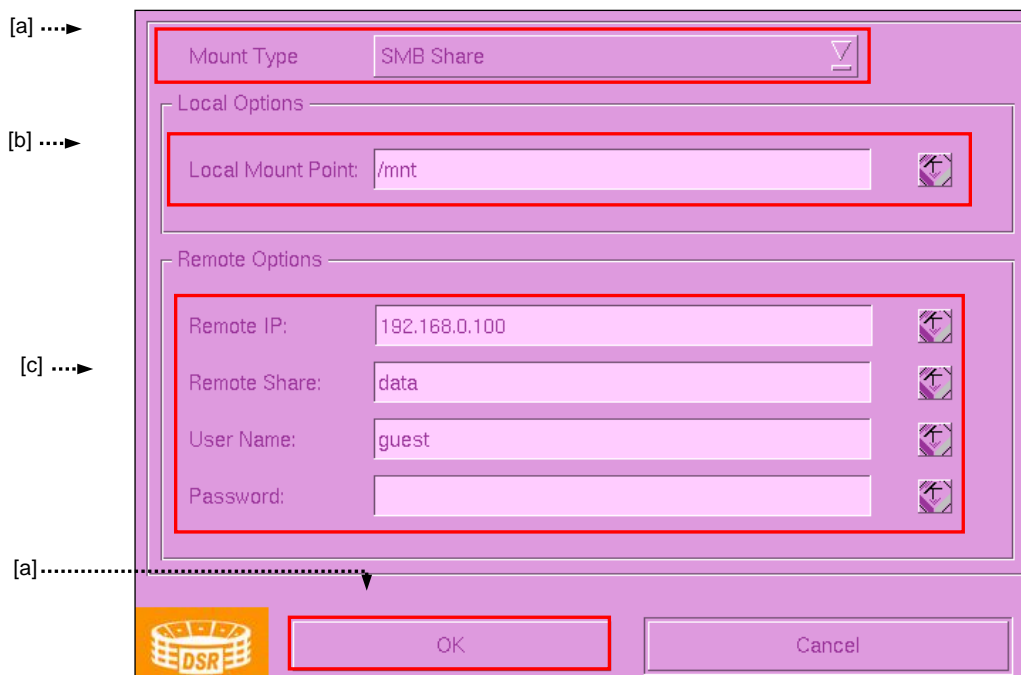 [a]
Mount Type SMB Share
Local Options
[b]
Local Mount Point: /mnt
Remote Options
Remote IP: 192.168.0.100
[c]
Remote Share: data
User Name: guest
Password:
[a]
DSR
OK Cancel